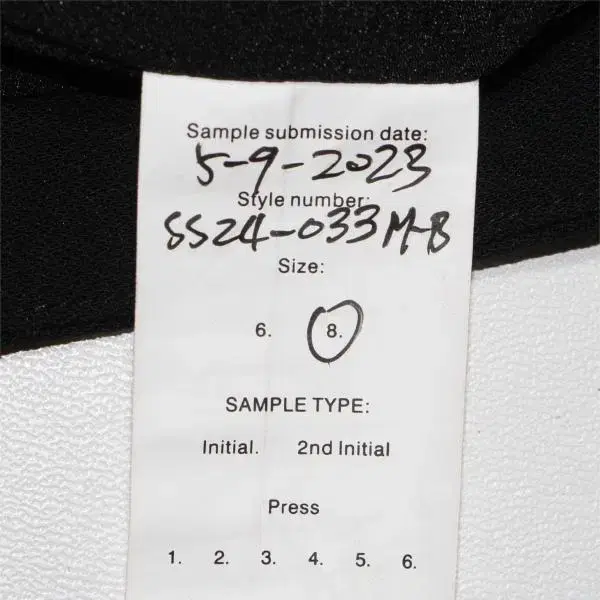 Sample submission date:
5-9-2023
Style number:
SS24-033M-B
Size:
6. 8.
SAMPLE TYPE:
Initial. 2nd Initial
Press
1. 2. 3. 4. 5. 6.